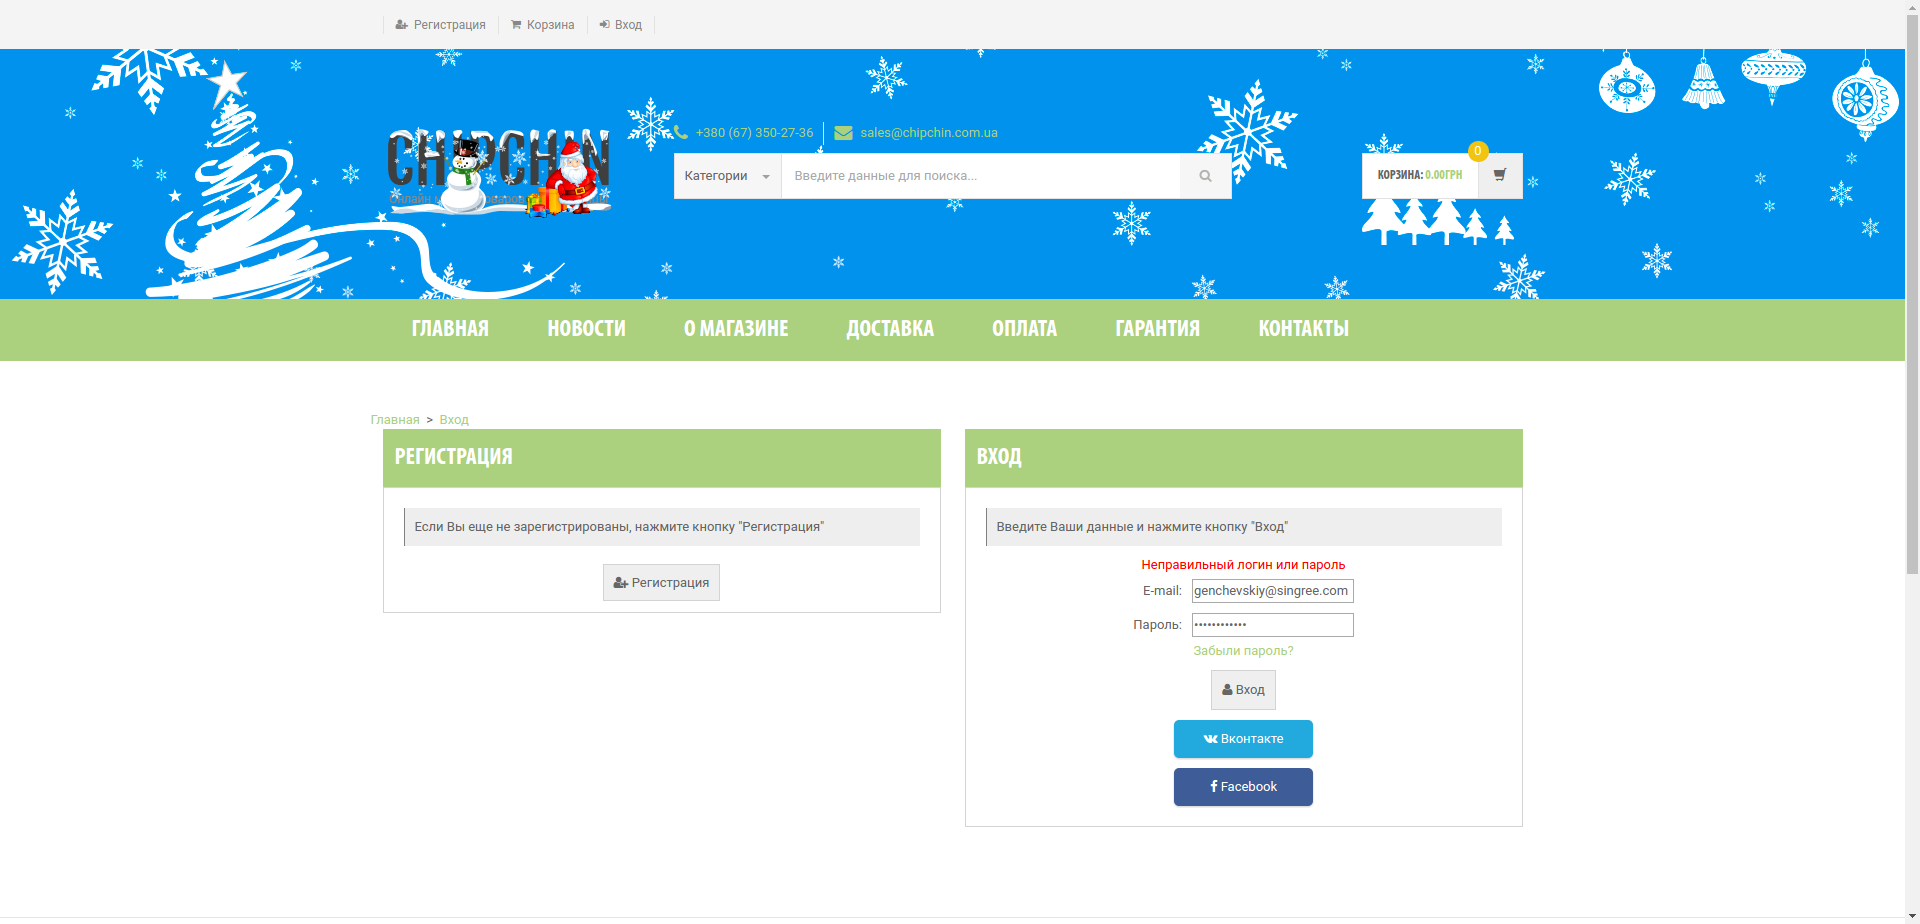 Регистрация
Корзина
Вход
CHIPCHIN
+380 (67) 350-27-36
sales@chipchin.com.ua
Категории
Введите данные для поиска...
0
КОРЗИНА: 0.00ГРН
Онлайн
ГЛАВНАЯ
НОВОСТИ
О МАГАЗИНЕ
ДОСТАВКА
ОПЛАТА
ГАРАНТИЯ
КОНТАКТЫ
Главная > Вход
РЕГИСТРАЦИЯ
Если Вы еще не зарегистрированы, нажмите кнопку "Регистрация"
Регистрация
ВХОД
Введите Ваши данные и нажмите кнопку "Вход"
Неправильный логин или пароль
E-mail: genchevskiy@singree.com
Пароль: ••••••••••••
Забыли пароль?
Вход
Вконтакте
Facebook